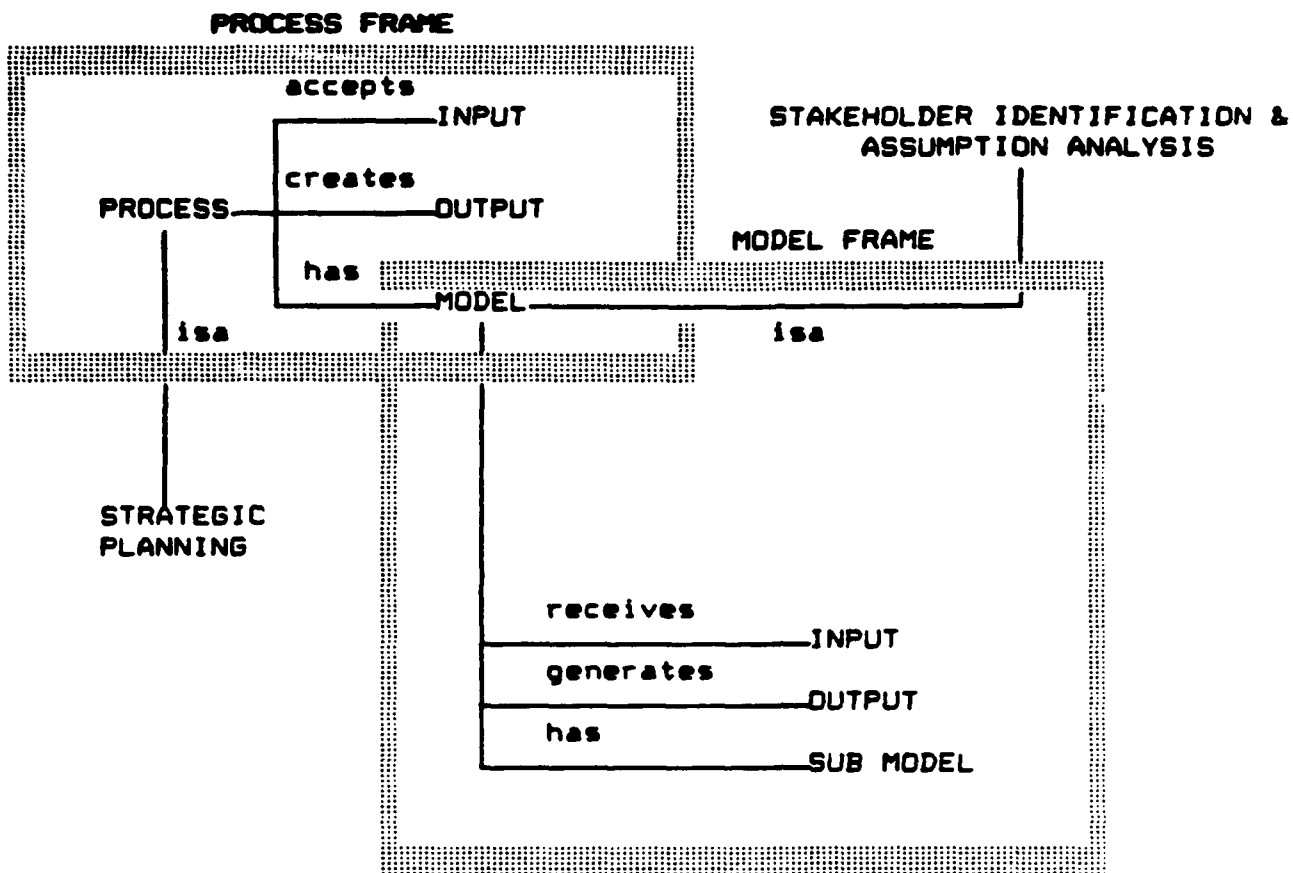 PROCESS FRAME
accepts
INPUT
STAKEHOLDER IDENTIFICATION &
ASSUMPTION ANALYSIS
creates
PROCESS
OUTPUT
MODEL FRAME
has
MODEL
isa
isa
STRATEGIC
PLANNING
receives
INPUT
generates
OUTPUT
has
SUB MODEL